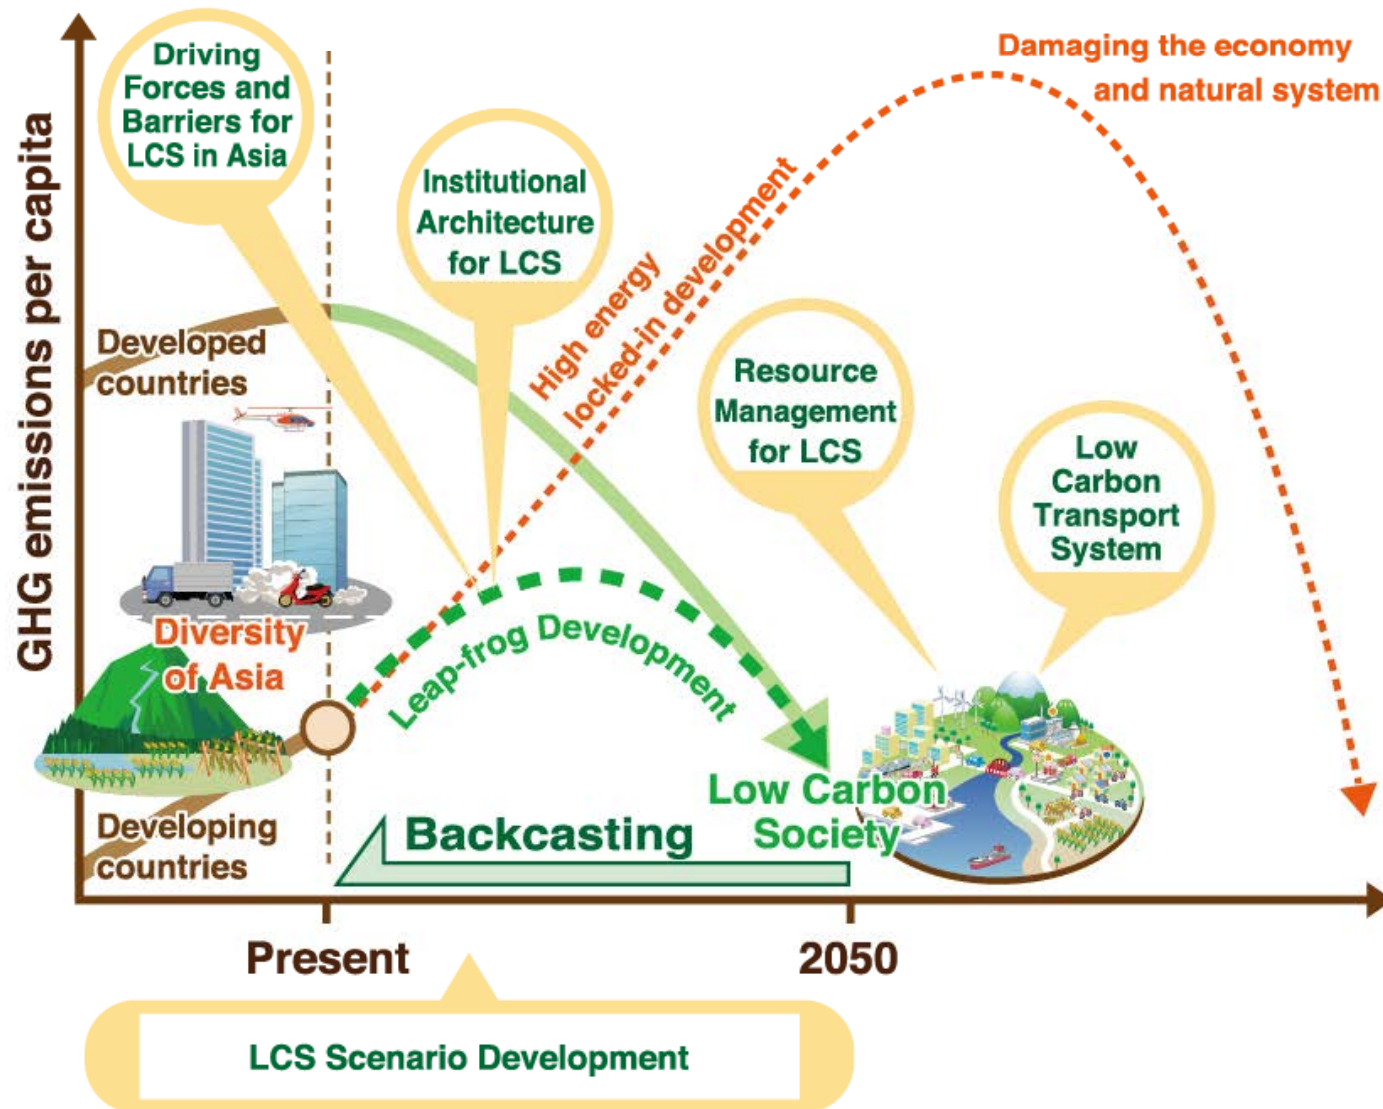 GHG emissions per capita
Driving
Forces and
Barriers for
LCS in Asia
Institutional
Architecture
for LCS
Damaging the economy
and natural system
High energy
locked-in development
Developed
countries
Resource
Management
for LCS
Low
Carbon
Transport
System
Diversity
of Asia
Leap-frog Development
Developing
countries
Backcasting
Low Carbon
Society
Present
2050
LCS Scenario Development